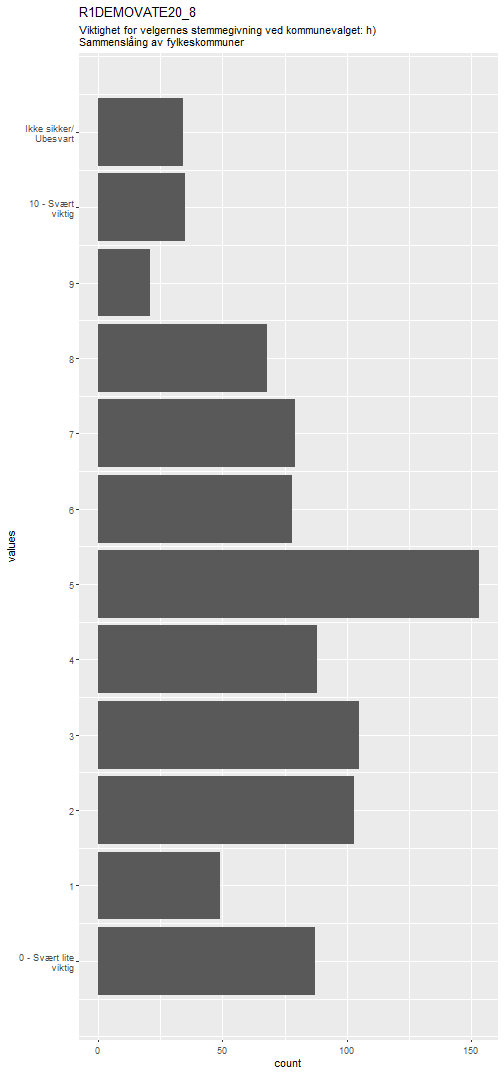 R1DEMOVATE20_8
Viktighet for velgernes stemmegivning ved kommunevalget: h)
Sammenslåing av fylkeskommuner
Ikke sikker/
Ubesvart
10 - Svært
viktig
9
8
7
6
5
4
3
2
1
0 - Svært lite
viktig
values
0
50
100
150
count